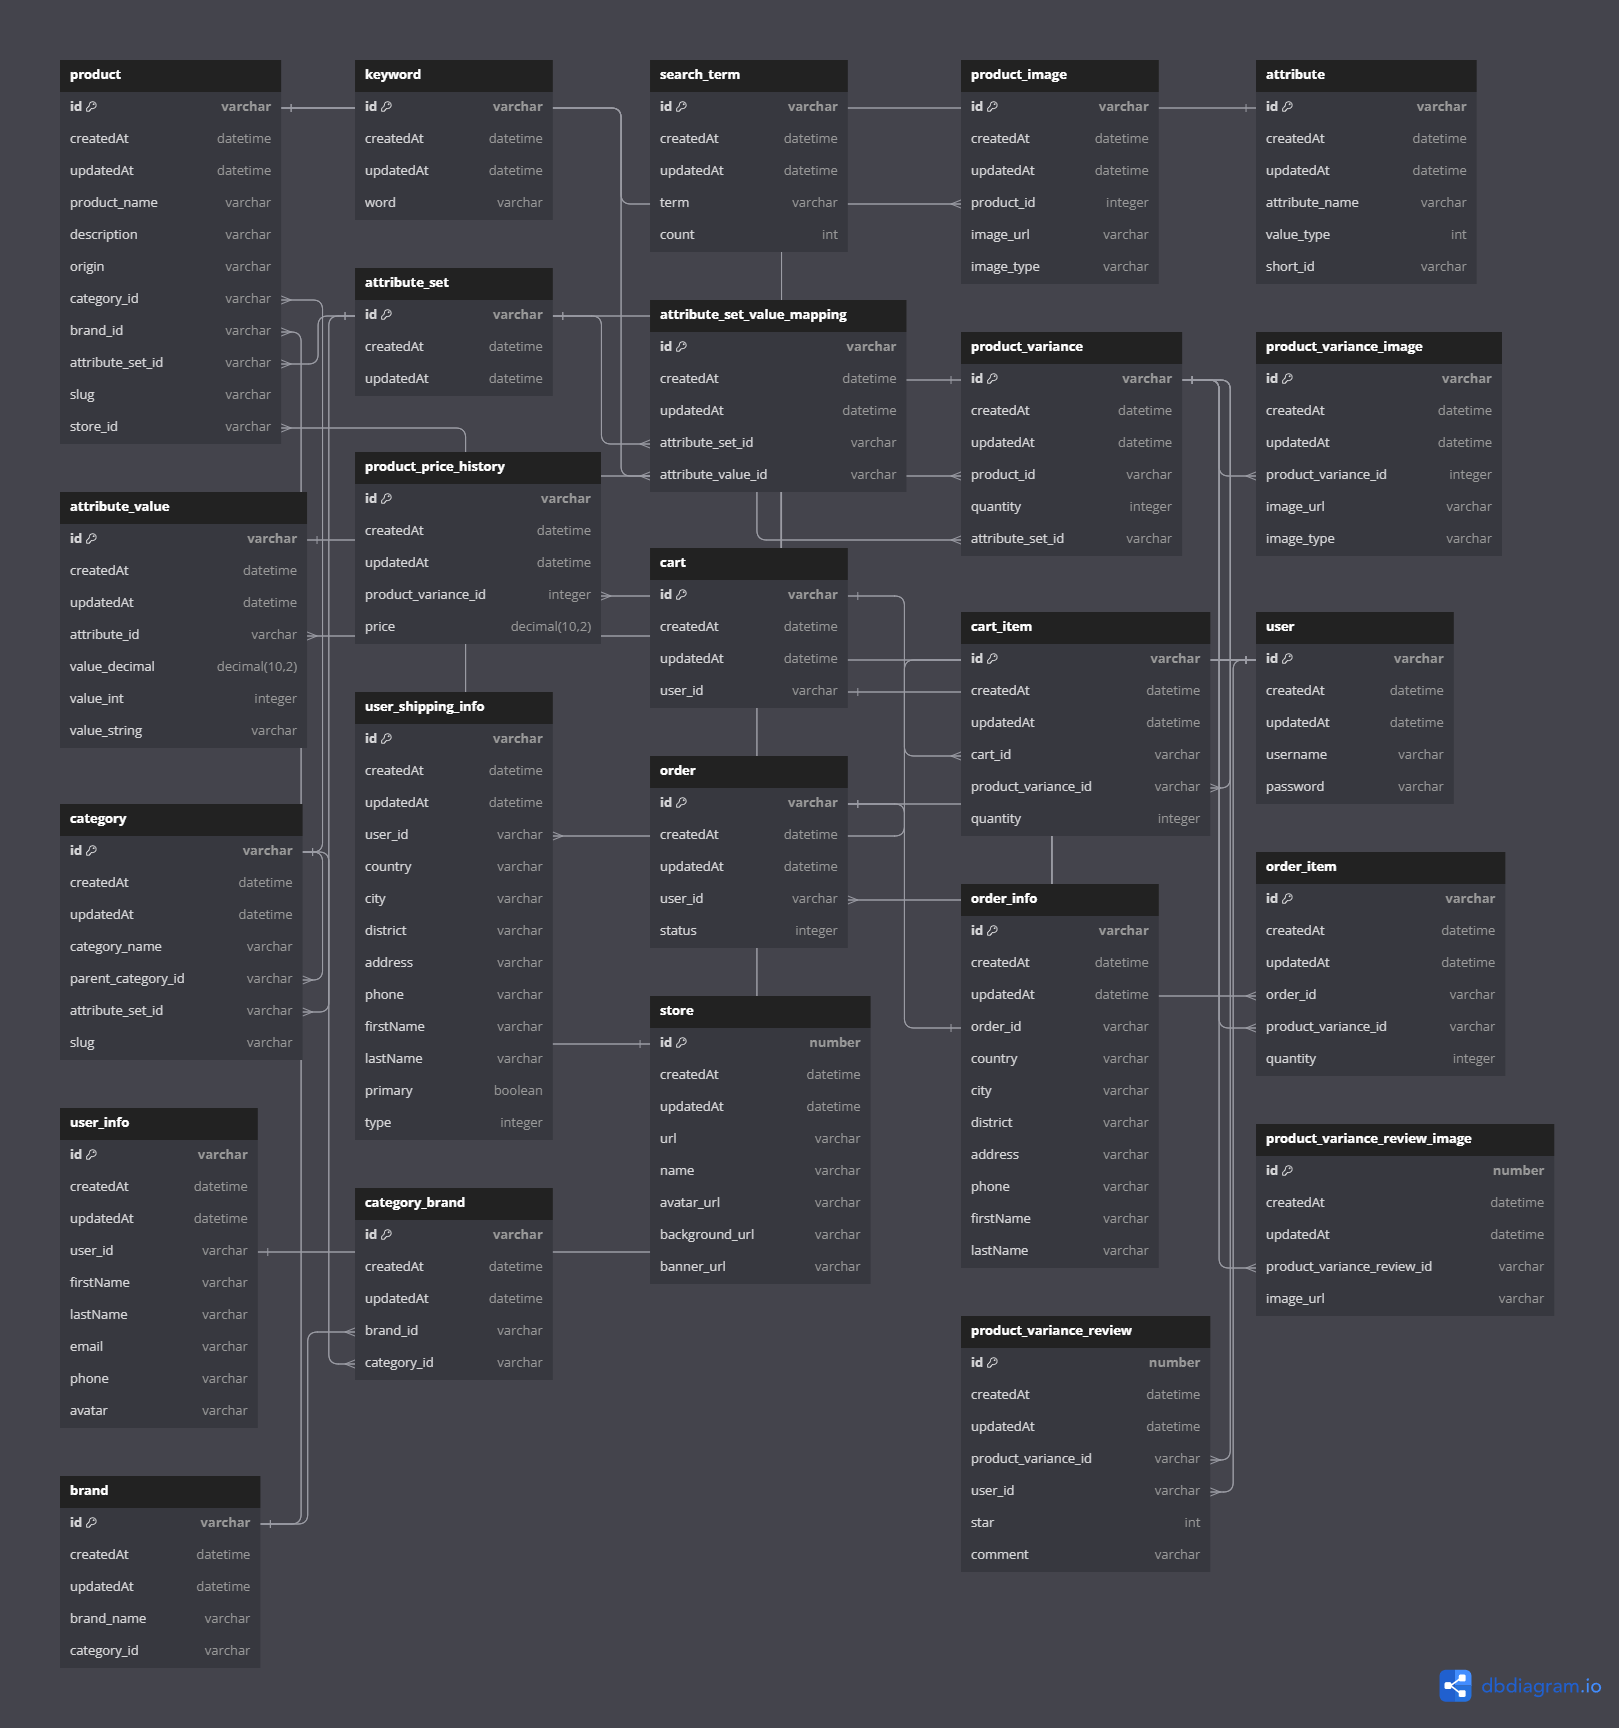 product
id varchar
createdAt datetime
updatedAt datetime
product_name varchar
description varchar
origin varchar
category_id varchar
brand_id varchar
attribute_set_id varchar
slug varchar
store_id varchar
attribute_value
id varchar
createdAt datetime
updatedAt datetime
attribute_id varchar
value_decimal decimal(10,2)
value_int integer
value_string varchar
category
id varchar
createdAt datetime
updatedAt datetime
category_name varchar
parent_category_id varchar
attribute_set_id varchar
slug varchar
user_info
id varchar
createdAt datetime
updatedAt datetime
user_id varchar
firstName varchar
lastName varchar
email varchar
phone varchar
avatar varchar
brand
id varchar
createdAt datetime
updatedAt datetime
brand_name varchar
category_id varchar
keyword
id varchar
createdAt datetime
updatedAt datetime
word varchar
attribute_set
id varchar
createdAt datetime
updatedAt datetime
product_price_history
id varchar
createdAt datetime
updatedAt datetime
product_variance_id integer
price decimal(10,2)
user_shipping_info
id varchar
createdAt datetime
updatedAt datetime
user_id varchar
country varchar
city varchar
district varchar
address varchar
phone varchar
firstName varchar
lastName varchar
primary boolean
type integer
category_brand
id varchar
createdAt datetime
updatedAt datetime
brand_id varchar
category_id varchar
search_term
id varchar
createdAt datetime
updatedAt datetime
term varchar
count int
attribute_set_value_mapping
id varchar
createdAt datetime
updatedAt datetime
attribute_set_id varchar
attribute_value_id varchar
cart
id varchar
createdAt datetime
updatedAt datetime
user_id varchar
order
id varchar
createdAt datetime
updatedAt datetime
user_id varchar
status integer
store
id number
createdAt datetime
updatedAt datetime
url varchar
name varchar
avatar_url varchar
background_url varchar
banner_url varchar
product_image
id varchar
createdAt datetime
updatedAt datetime
product_id integer
image_url varchar
image_type varchar
product_variance
id varchar
createdAt datetime
updatedAt datetime
product_id varchar
quantity integer
attribute_set_id varchar
cart_item
id varchar
createdAt datetime
updatedAt datetime
cart_id varchar
product_variance_id varchar
quantity integer
order_info
id varchar
createdAt datetime
updatedAt datetime
order_id varchar
country varchar
city varchar
district varchar
address varchar
phone varchar
firstName varchar
lastName varchar
product_variance_review
id number
createdAt datetime
updatedAt datetime
product_variance_id varchar
user_id varchar
star int
comment varchar
attribute
id varchar
createdAt datetime
updatedAt datetime
attribute_name varchar
value_type int
short_id varchar
product_variance_image
id varchar
createdAt datetime
updatedAt datetime
product_variance_id integer
image_url varchar
image_type varchar
user
id varchar
createdAt datetime
updatedAt datetime
username varchar
password varchar
order_item
id varchar
createdAt datetime
updatedAt datetime
order_id varchar
product_variance_id varchar
quantity integer
product_variance_review_image
id number
createdAt datetime
updatedAt datetime
product_variance_review_id varchar
image_url varchar
dbdiagram.io